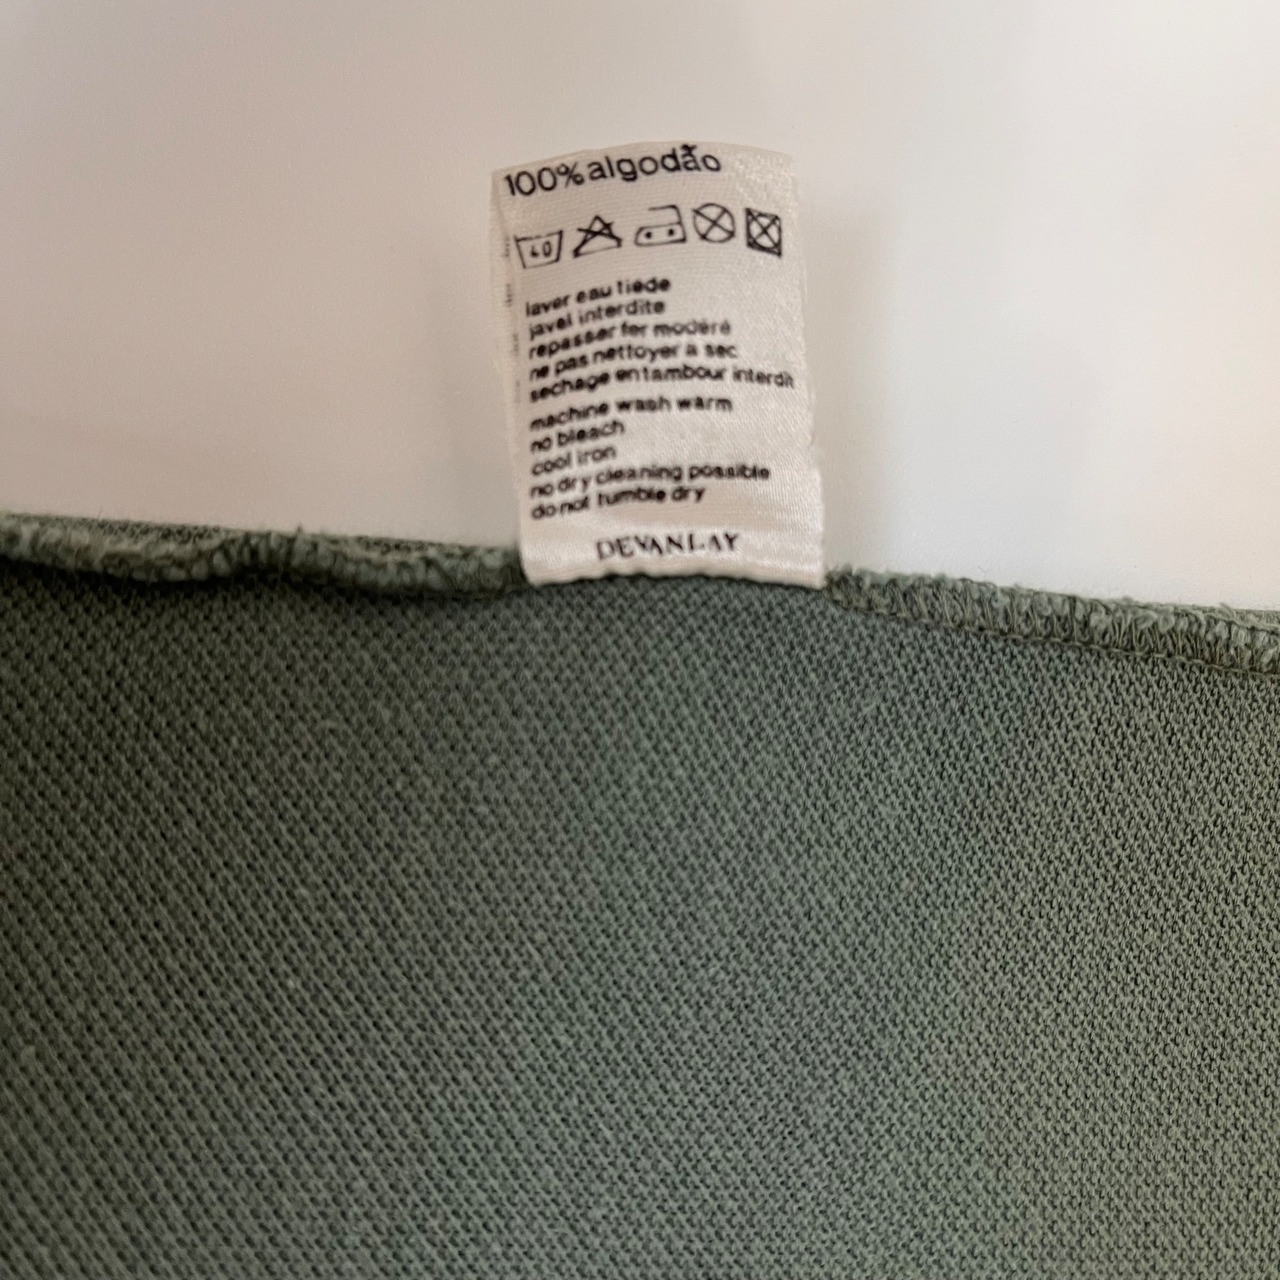 100% algodão
40
laver eau tiède
javel interdite
repasser fer modéré
ne pas nettoyer a sec
sechage en tambour interdit
machine wash warm
no bleach
cool iron
no dry cleaning possible
do not tumble dry
DEVANLAY